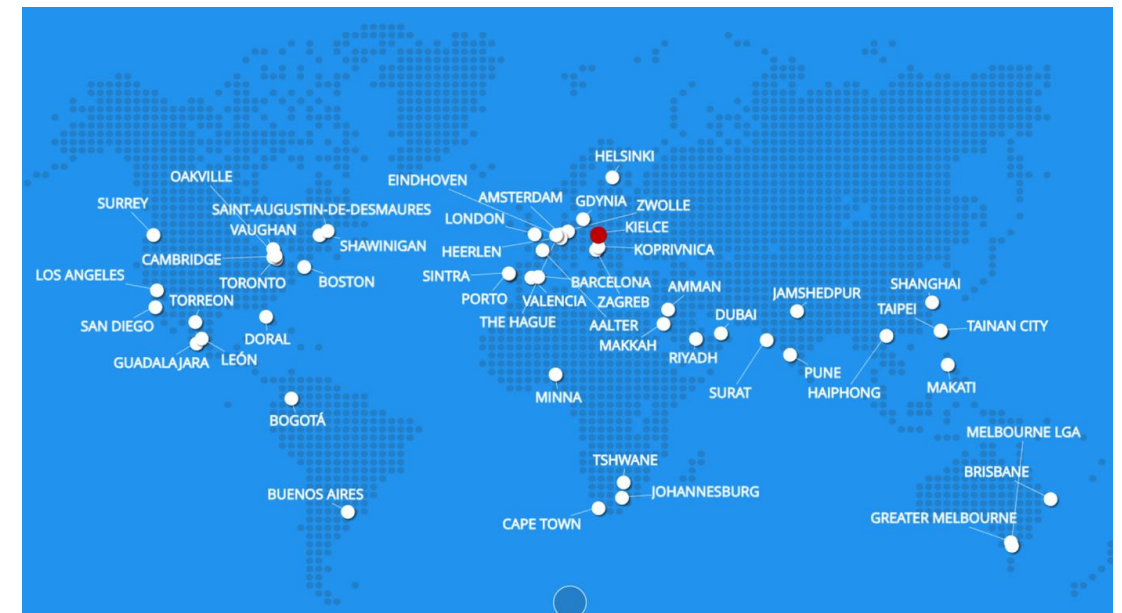 HELSINKI
OAKVILLE
EINDHOVEN
AMSTERDAM
GDYNIA
ZWOLLE
SURREY
SAINT-AUGUSTIN-DE-DESMAURES
LONDON
KIELCE
VAUGHAN
SHAWINIGAN
HEERLEN
KOPRIVNICA
CAMBRIDGE
LOS ANGELES
TORONTO
BOSTON
SINTRA
BARCELONA
SHANGHAI
AMMAN
JAMSHEDPUR
TORREON
PORTO
VALENCIA
ZAGREB
TAIPEI
DUBAI
SAN DIEGO
THE HAGUE
AALTER
TAINAN CITY
DORAL
MAKKAH
GUADALAJARA
LEÓN
RIYADH
PUNE
MAKATI
SURAT
HAIPHONG
MINNA
BOGOTÁ
MELBOURNE LGA
TSHWANE
BRISBANE
BUENOS AIRES
JOHANNESBURG
GREATER MELBOURNE
CAPE TOWN